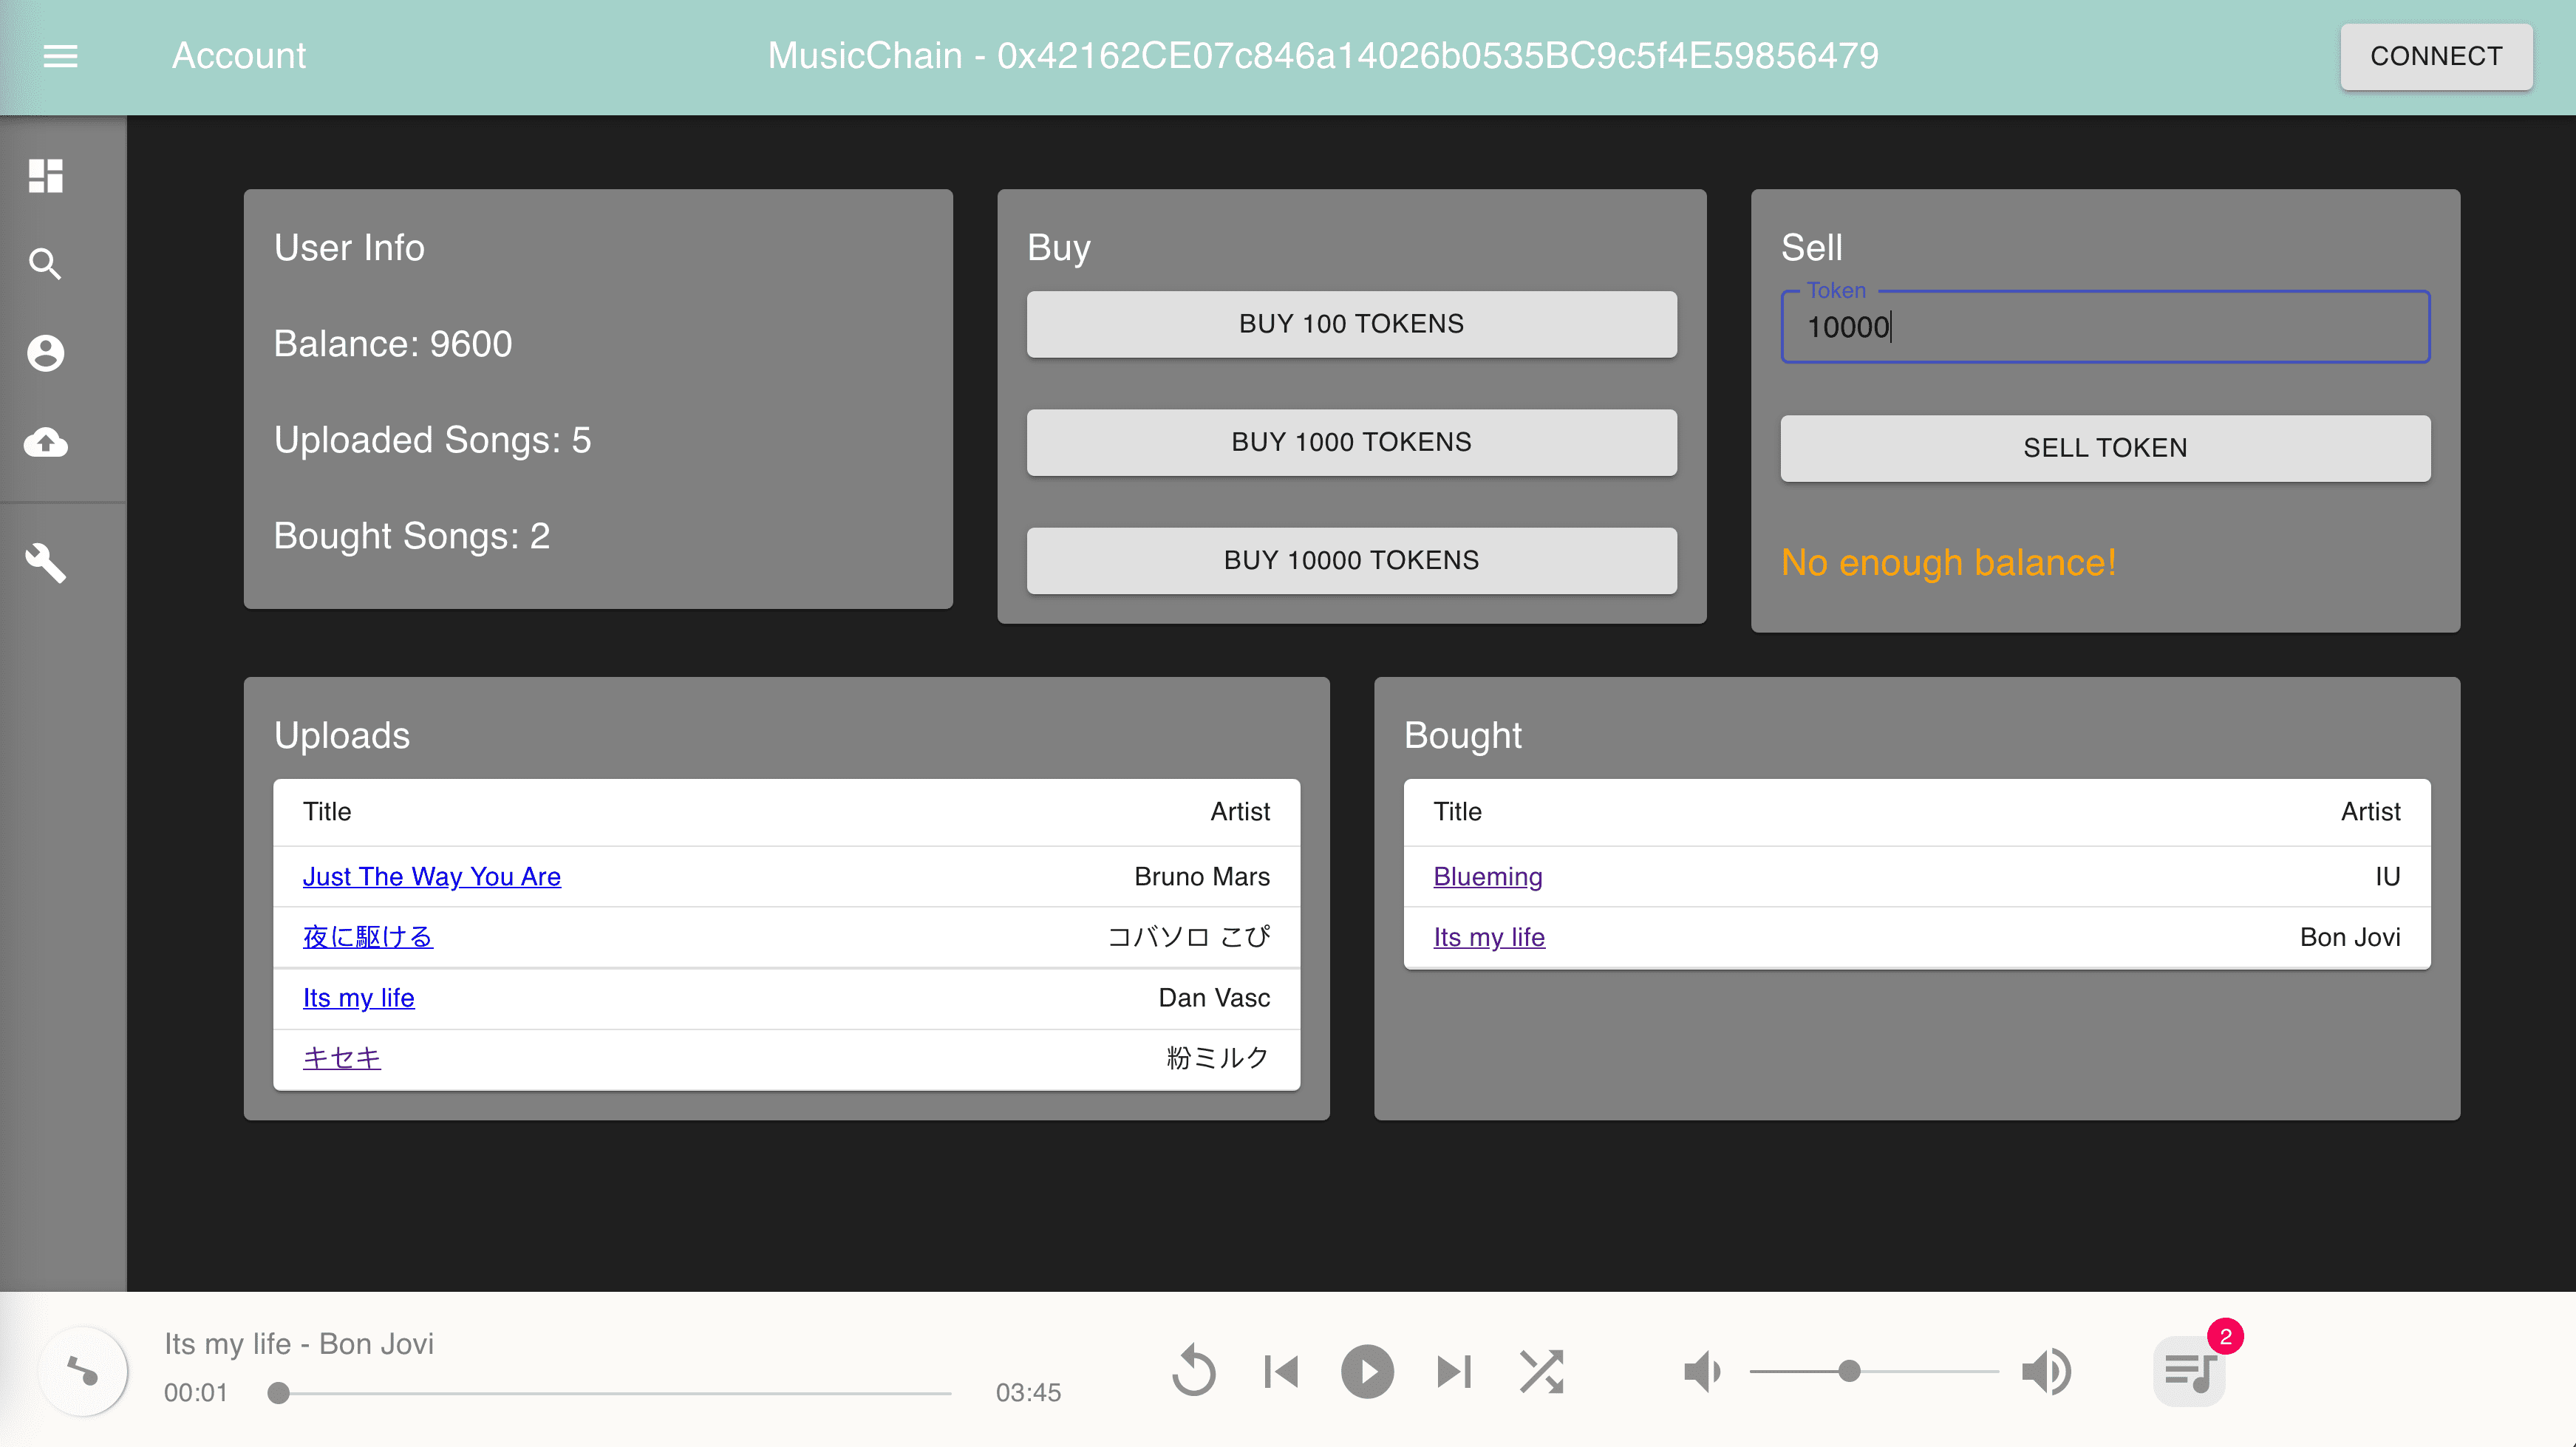 Account
MusicChain - 0x42162CE07c846a14026b0535BC9c5f4E59856479
CONNECT
User Info
Balance: 9600
Uploaded Songs: 5
Bought Songs: 2
Buy
BUY 100 TOKENS
BUY 1000 TOKENS
BUY 10000 TOKENS
Sell
Token
10000
SELL TOKEN
No enough balance!
Uploads
Title Artist
Just The Way You Are Bruno Mars
夜に駆ける コバソロ こぴ
Its my life Dan Vasc
キセキ 粉ミルク
Bought
Title Artist
Blueming IU
Its my life Bon Jovi
Its my life - Bon Jovi
00:01 03:45
2